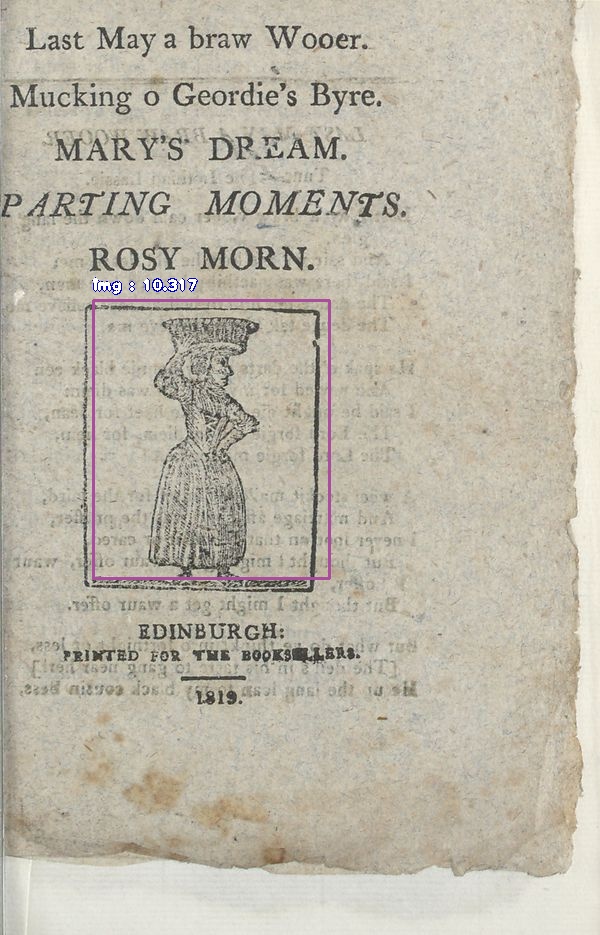 Last May a braw Wooer.
Mucking o Geordie's Byre.
MARY'S DREAM.
PARTING MOMENTS.
ROSY MORN.
img : 10.317
EDINBURGH:
PRINTED FOR THE BOOKSELLERS.
1819.